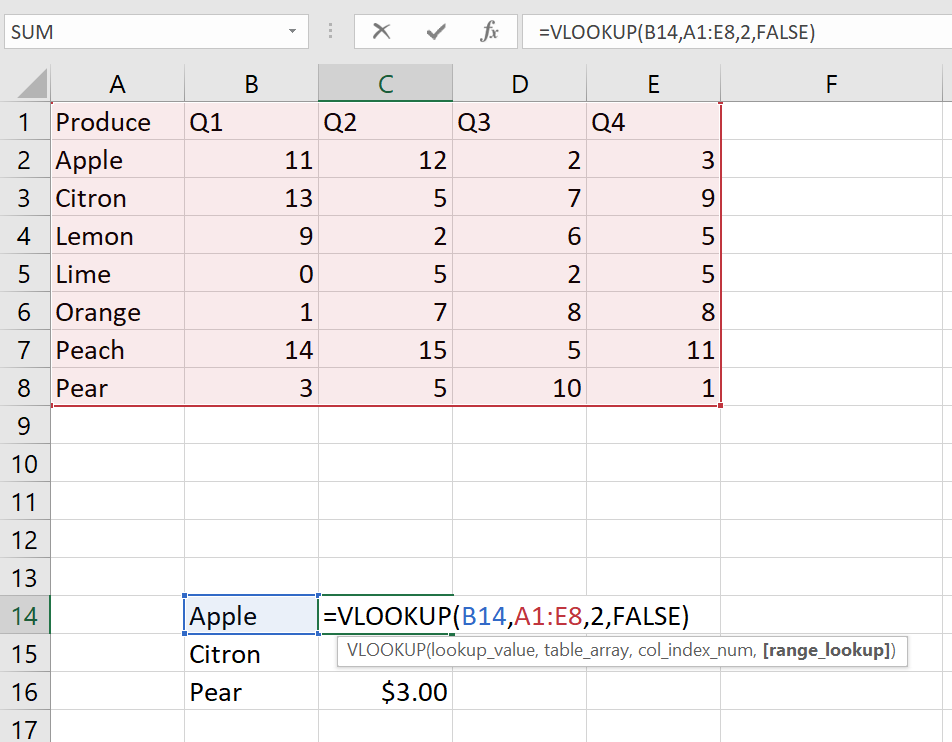 SUM fx =VLOOKUP(B14,A1:E8,2,FALSE)
A B C D E F
1 Produce Q1 Q2 Q3 Q4
2 Apple 11 12 2 3
3 Citron 13 5 7 9
4 Lemon 9 2 6 5
5 Lime 0 5 2 5
6 Orange 1 7 8 8
7 Peach 14 15 5 11
8 Pear 3 5 10 1
9
10
11
12
13
14 Apple =VLOOKUP(B14,A1:E8,2,FALSE)
15 Citron VLOOKUP(lookup_value, table_array, col_index_num, [range_lookup])
16 Pear $3.00
17